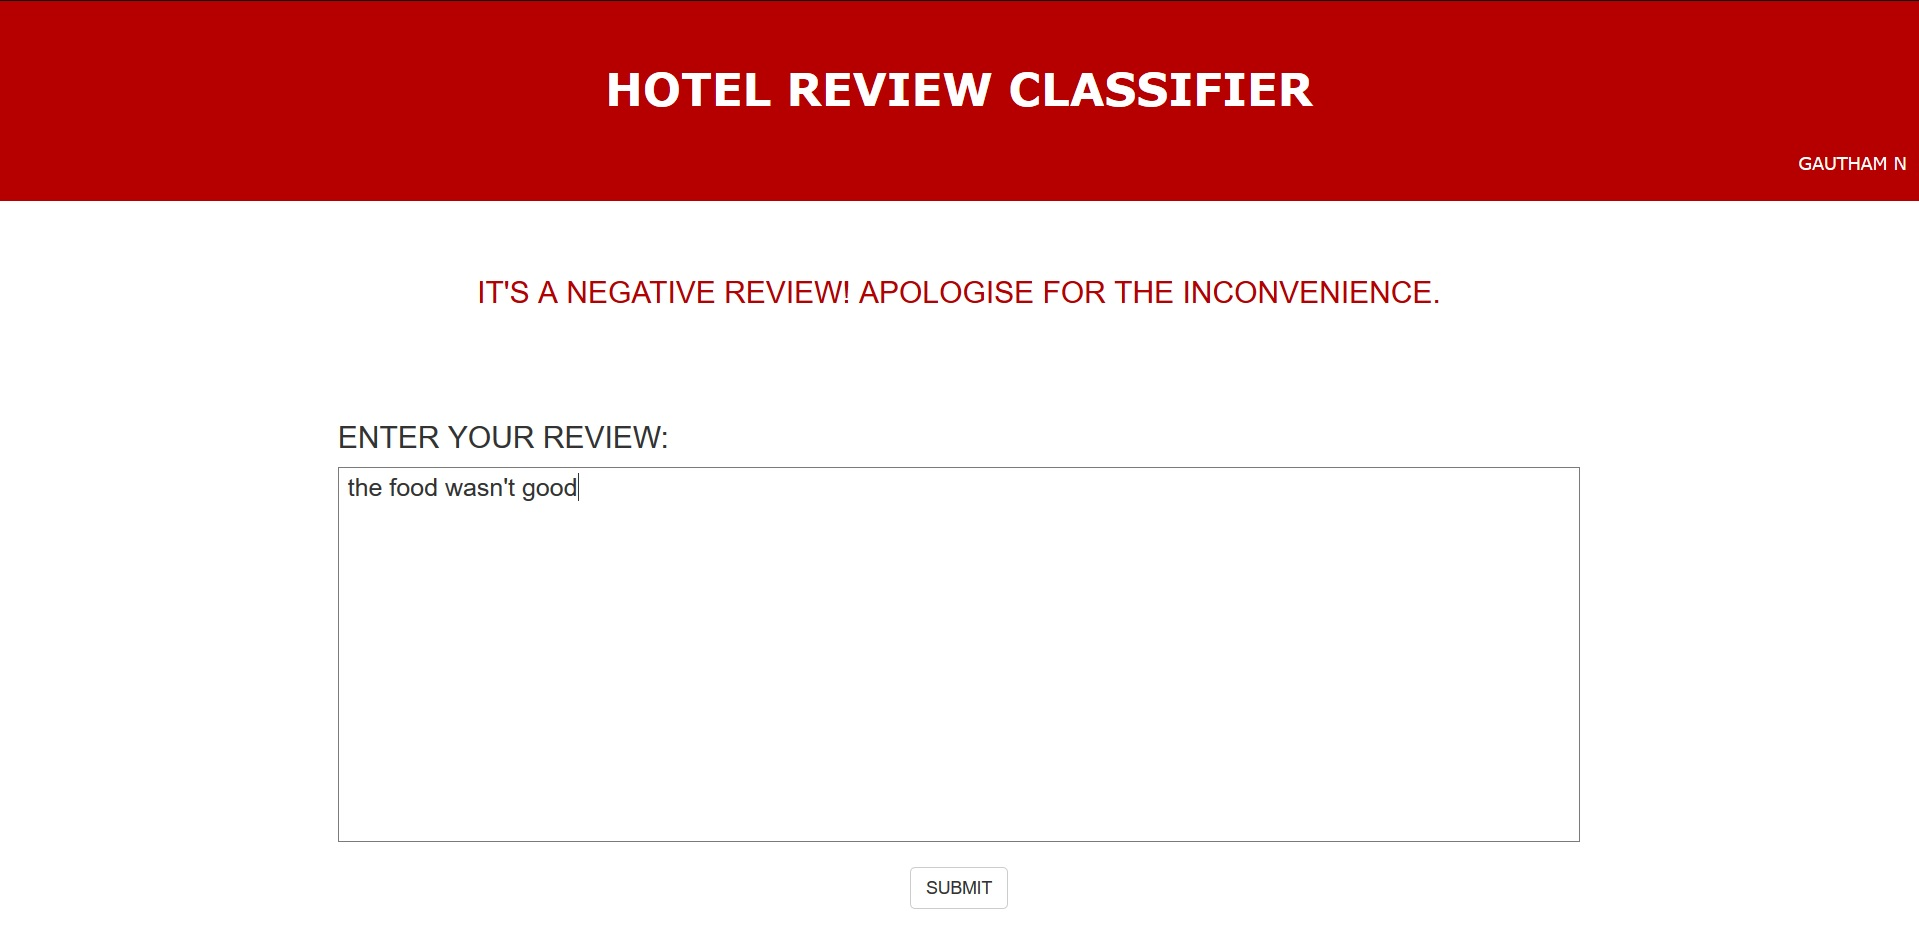 HOTEL REVIEW CLASSIFIER
GAUTHAM N
IT'S A NEGATIVE REVIEW! APOLOGISE FOR THE INCONVENIENCE.
ENTER YOUR REVIEW:
the food wasn't good
SUBMIT